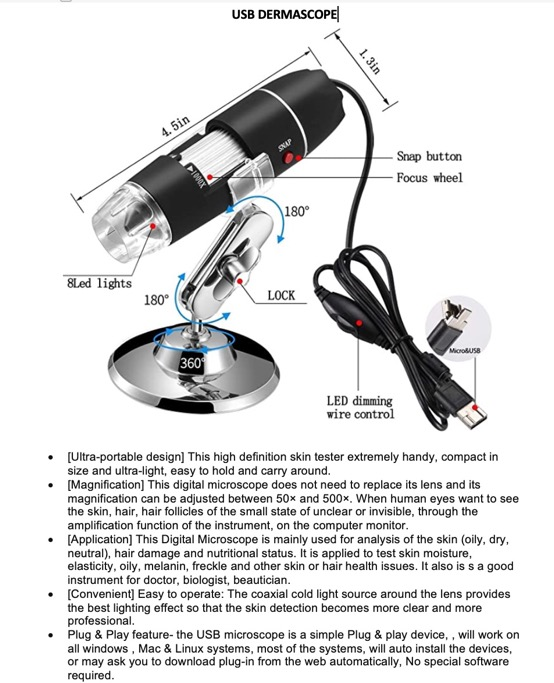 USB DERMASCOPE
1.3in
4.5in
SNAP
Snap button
1000X
Focus wheel
180°
8Led lights
180°
LOCK
Micro&USB
360°
LED dimming
wire control
• [Ultra-portable design] This high definition skin tester extremely handy, compact in
size and ultra-light, easy to hold and carry around.
• [Magnification] This digital microscope does not need to replace its lens and its
magnification can be adjusted between 50× and 500×. When human eyes want to see
the skin, hair, hair follicles of the small state of unclear or invisible, through the
amplification function of the instrument, on the computer monitor.
• [Application] This Digital Microscope is mainly used for analysis of the skin (oily, dry,
neutral), hair damage and nutritional status. It is applied to test skin moisture,
elasticity, oily, melanin, freckle and other skin or hair health issues. It also is s a good
instrument for doctor, biologist, beautician.
• [Convenient] Easy to operate: The coaxial cold light source around the lens provides
the best lighting effect so that the skin detection becomes more clear and more
professional.
• Plug & Play feature- the USB microscope is a simple Plug & play device, , will work on
all windows , Mac & Linux systems, most of the systems, will auto install the devices,
or may ask you to download plug-in from the web automatically, No special software
required.